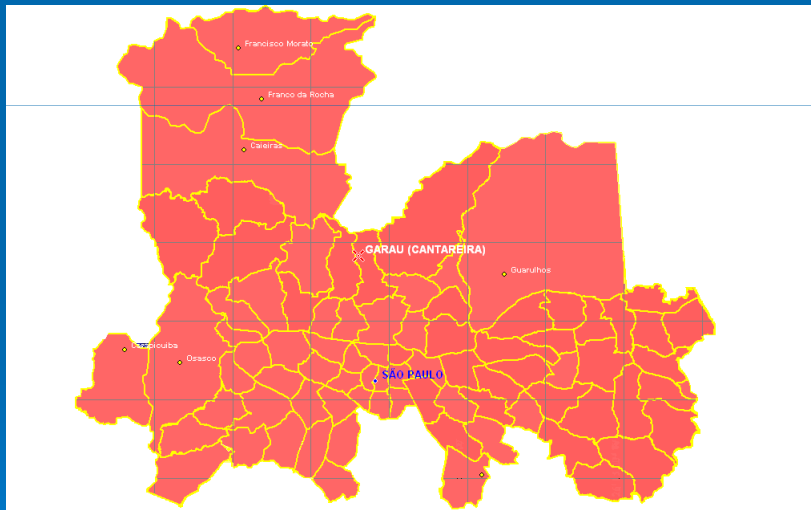 Francisco Morato
Franco da Rocha
Caieiras
GARAU (CANTAREIRA)
Guarulhos
Osasco
SÃO PAULO